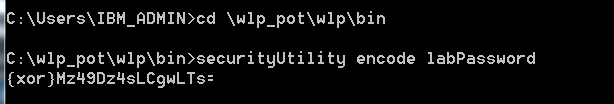 C:\Users\IBM_ADMIN>cd \wlp_pot\wlp\bin
C:\wlp_pot\wlp\bin>securityUtility encode labPassword
{xor}Mz49Dz4sLCgwLTs=